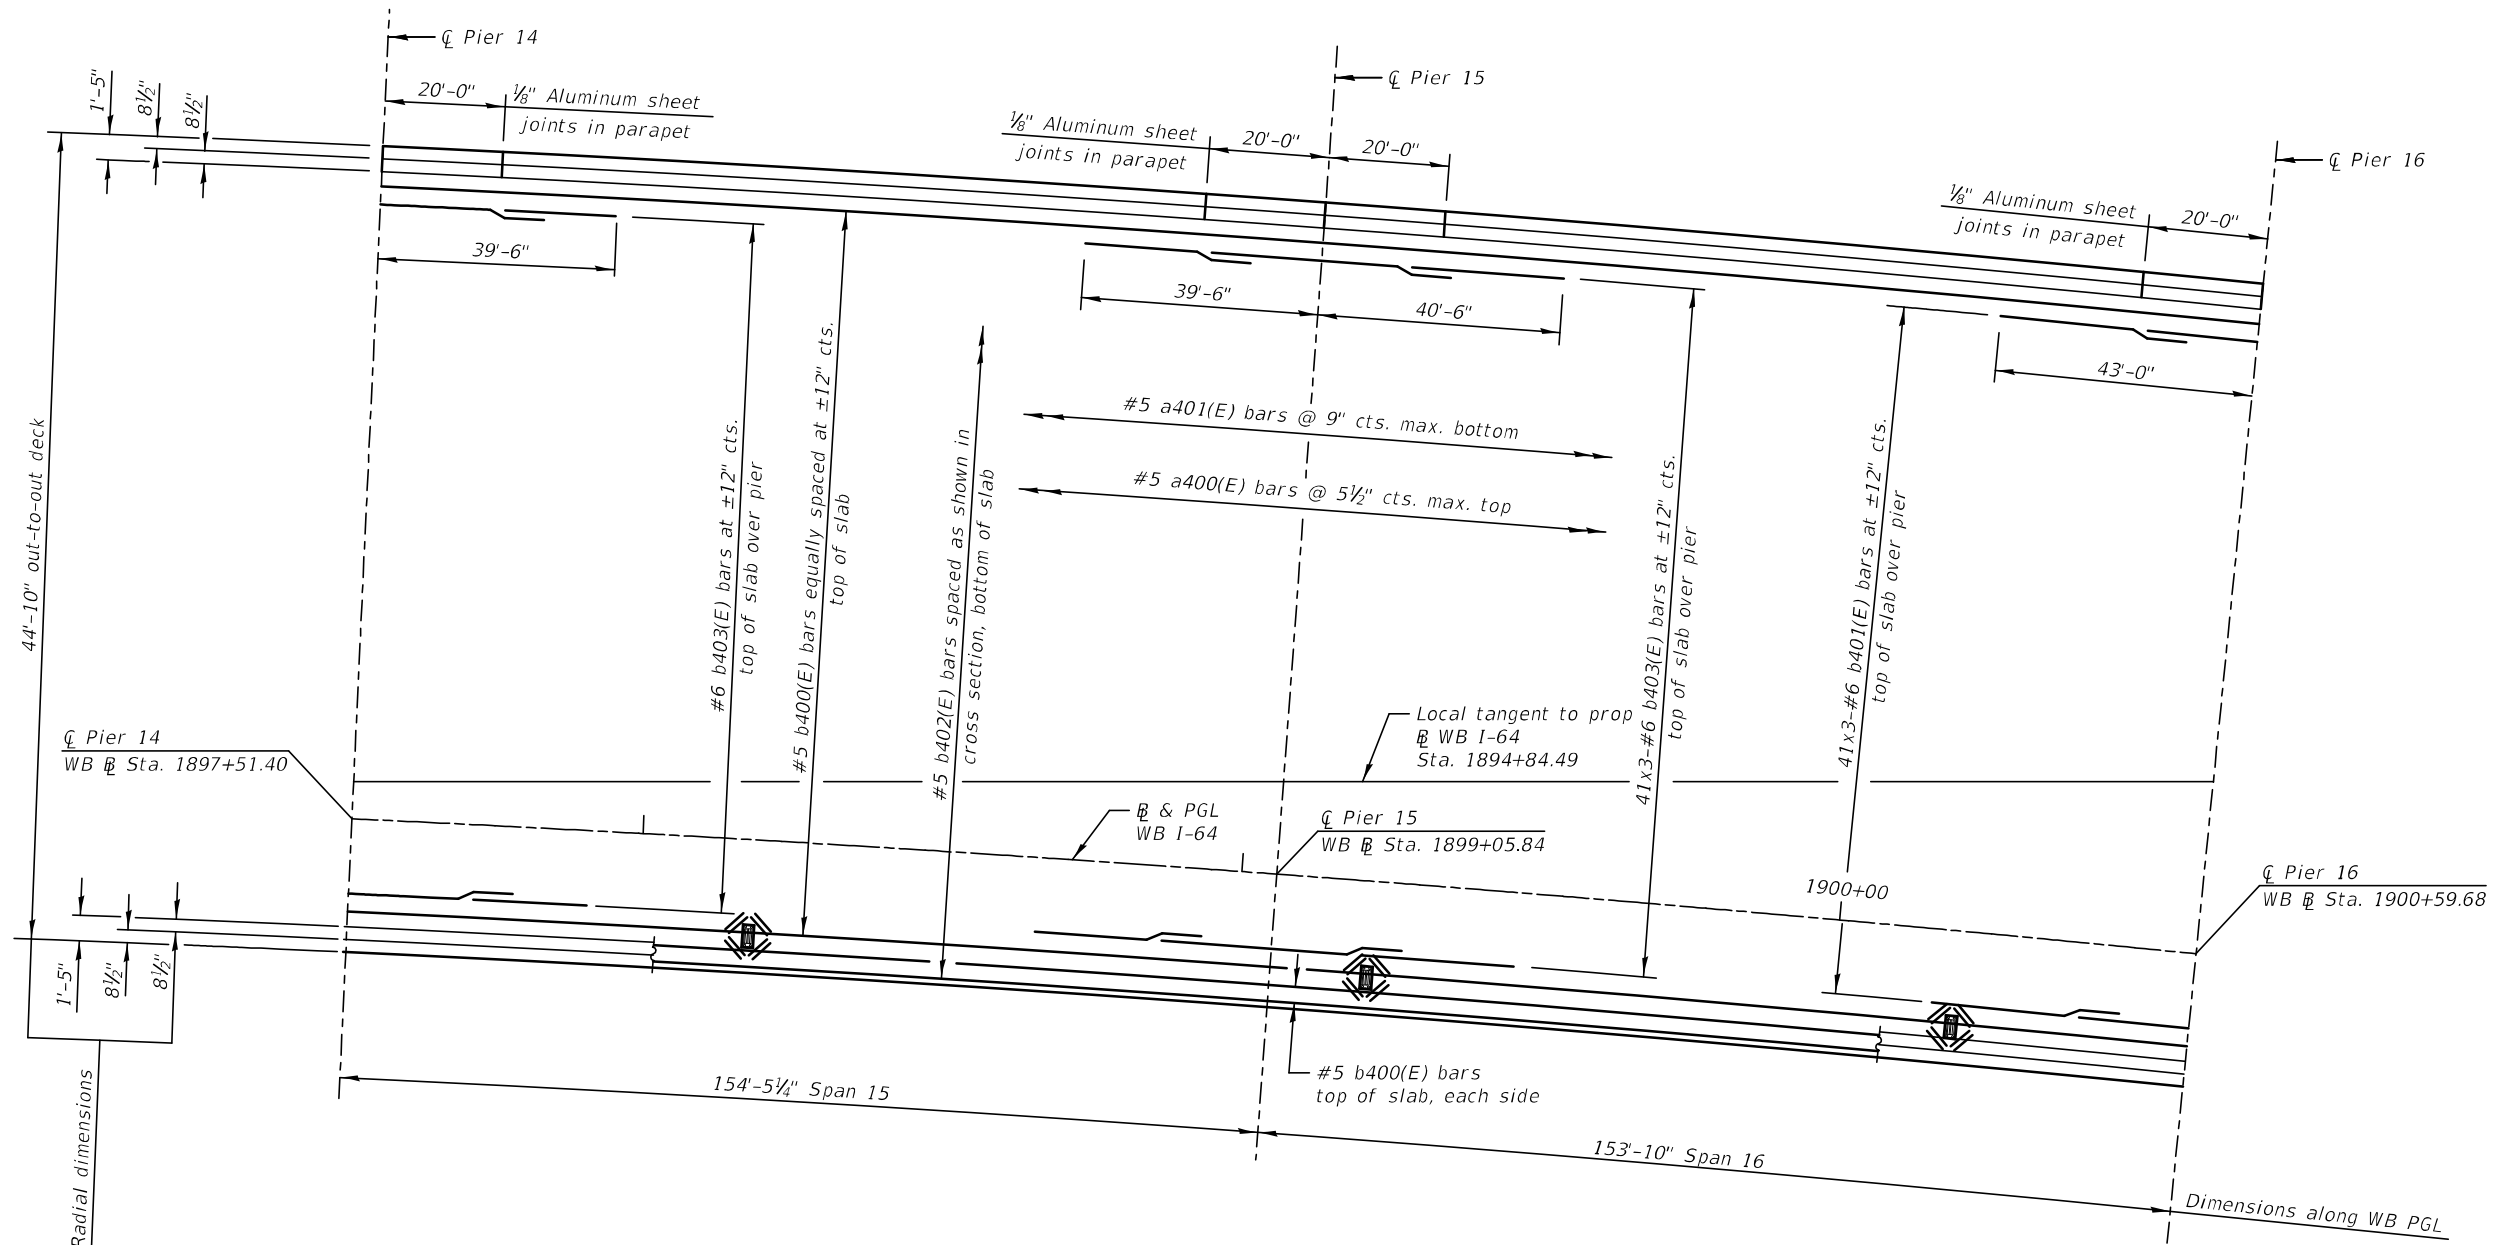 ℄ Pier 14
℄ Pier 15
℄ Pier 16
1'-5"
8½"
8½"
20'-0"
⅛" Aluminum sheet
joints in parapet
⅛" Aluminum sheet
joints in parapet
20'-0"
20'-0"
⅛" Aluminum sheet
joints in parapet
20'-0"
39'-6"
39'-6"
40'-6"
43'-0"
44'-10" out-to-out deck
#6 b403(E) bars at ±12" cts.
top of slab over pier
#5 b400(E) bars equally spaced at ±12" cts.
top of slab
#5 b402(E) bars spaced as shown in
cross section, bottom of slab
#5 a401(E) bars @ 9" cts. max. bottom
#5 a400(E) bars @ 5½" cts. max. top
41x3-#6 b403(E) bars at ±12" cts.
top of slab over pier
41x3-#6 b401(E) bars at ±12" cts.
top of slab over pier
Local tangent to prop
℄ WB I-64
Sta. 1894+84.49
℄ Pier 14
WB ℄ Sta. 1897+51.40
℄ & PGL
WB I-64
℄ Pier 15
WB ℄ Sta. 1899+05.84
1900+00
℄ Pier 16
WB ℄ Sta. 1900+59.68
1'-5"
8½"
8½"
Radial dimensions
154'-5¼" Span 15
#5 b400(E) bars
top of slab, each side
153'-10" Span 16
Dimensions along WB PGL